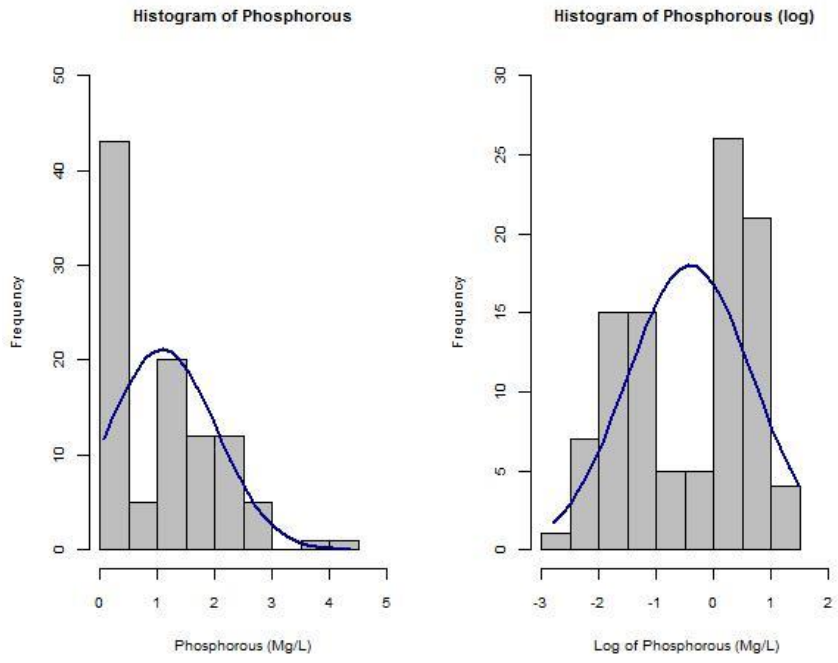 Histogram of Phosphorous
Frequency
50
40
30
20
10
0
0 1 2 3 4 5
Phosphorous (Mg/L)
Histogram of Phosphorous (log)
Frequency
30
25
20
15
10
5
0
-3 -2 -1 0 1 2
Log of Phosphorous (Mg/L)